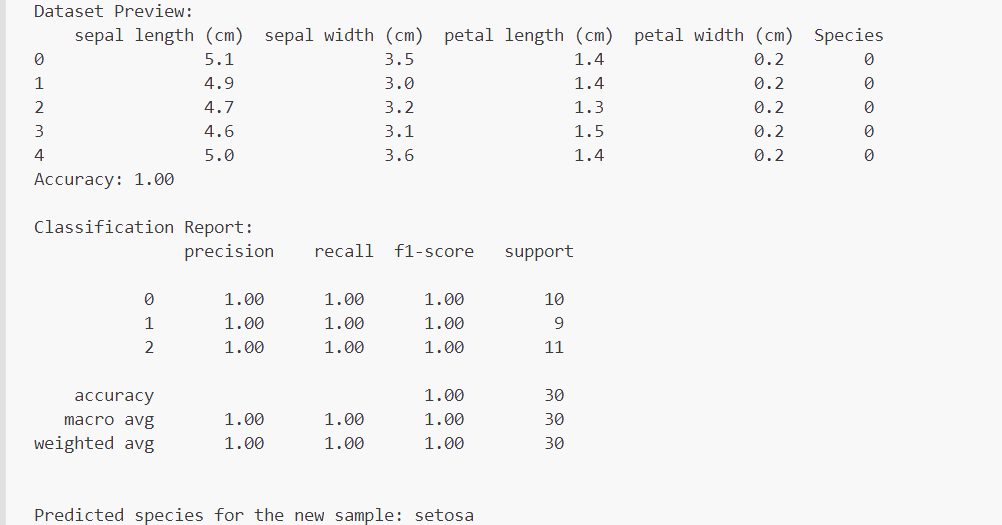 Dataset Preview:
sepal length (cm) sepal width (cm) petal length (cm) petal width (cm) Species
0 5.1 3.5 1.4 0.2 0
1 4.9 3.0 1.4 0.2 0
2 4.7 3.2 1.3 0.2 0
3 4.6 3.1 1.5 0.2 0
4 5.0 3.6 1.4 0.2 0
Accuracy: 1.00
Classification Report:
precision recall f1-score support
0 1.00 1.00 1.00 10
1 1.00 1.00 1.00 9
2 1.00 1.00 1.00 11
accuracy 1.00 30
macro avg 1.00 1.00 1.00 30
weighted avg 1.00 1.00 1.00 30
Predicted species for the new sample: setosa